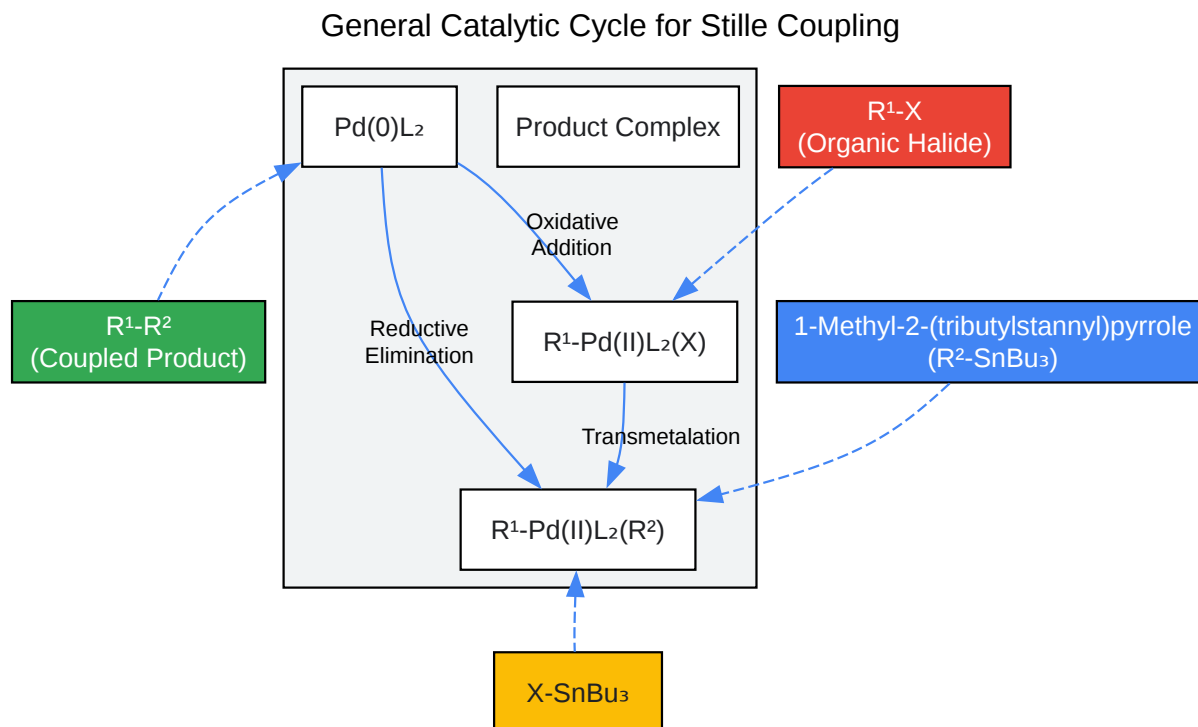 General Catalytic Cycle for Stille Coupling
Pd(0)L₂
Product Complex
R¹-X
(Organic Halide)
Oxidative
Addition
R¹-R²
(Coupled Product)
Reductive
Elimination
R¹-Pd(II)L₂(X)
1-Methyl-2-(tributylstannyl)pyrrole
(R²-SnBu₃)
Transmetalation
R¹-Pd(II)L₂(R²)
X-SnBu₃